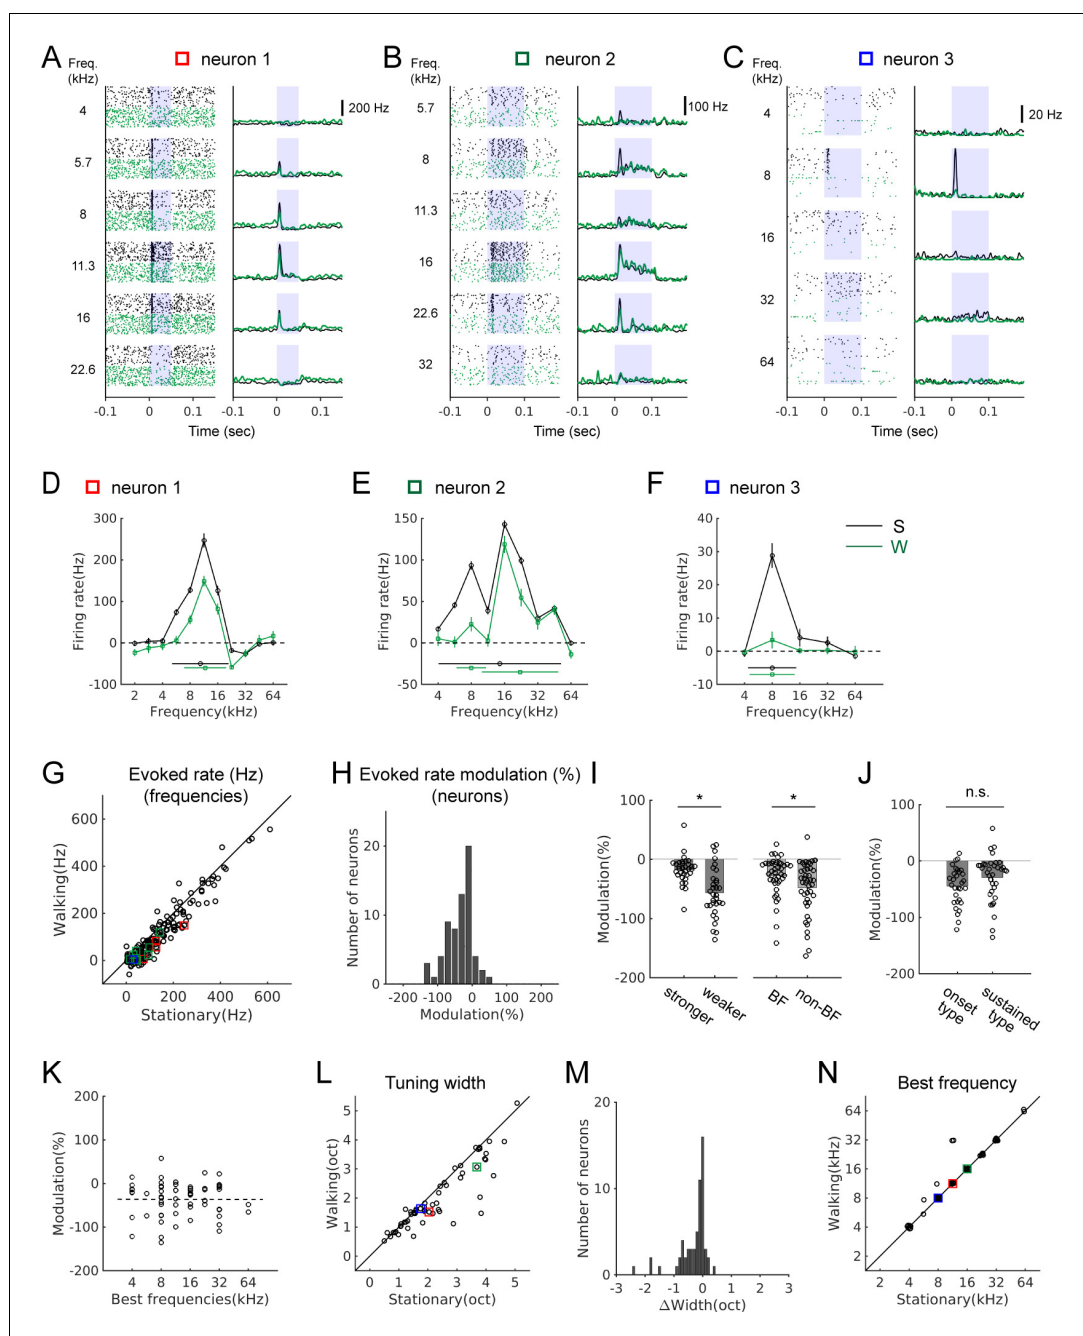 A
Freq.
(kHz)
neuron 1
4
5.7
8
11.3
16
22.6
200 Hz
-0.1 0 0.1
0 0.1
Time (sec)
B
Freq.
(kHz)
neuron 2
5.7
8
11.3
16
22.6
32
100 Hz
-0.1 0 0.1
0 0.1
Time (sec)
C
Freq.
(kHz)
neuron 3
4
8
16
32
64
20 Hz
-0.1 0 0.1
0 0.1
Time (sec)
D
neuron 1
Firing rate(Hz)
300
200
100
0
-100
2 4 8 16 32 64
Frequency(kHz)
E
neuron 2
Firing rate(Hz)
150
100
50
0
-50
4 8 16 32 64
Frequency(kHz)
F
neuron 3
S
W
Firing rate(Hz)
40
30
20
10
0
-10
4 8 16 32 64
Frequency(kHz)
G
Evoked rate (Hz)
(frequencies)
Walking(Hz)
600
400
200
0
0 200 400 600
Stationary(Hz)
H
Evoked rate modulation (%)
(neurons)
Number of neurons
20
10
0
-200 -100 0 100 200
Modulation(%)
I
Modulation(%)
100
0
-100
-200
* *
stronger weaker BF non-BF
J
n.s.
Modulation(%)
100
0
-100
-200
onset type
sustained type
K
Modulation(%)
200
100
0
-100
-200
4 8 16 32 64
Best frequencies(kHz)
L
Tuning width
Walking(oct)
5
4
3
2
1
0
0 1 2 3 4 5
Stationary(oct)
M
Number of neurons
20
10
0
-3 -2 -1 0 1 2 3
ΔWidth(oct)
N
Best frequency
Walking(kHz)
64
32
16
8
4
2
2 4 8 16 32 64
Stationary(kHz)